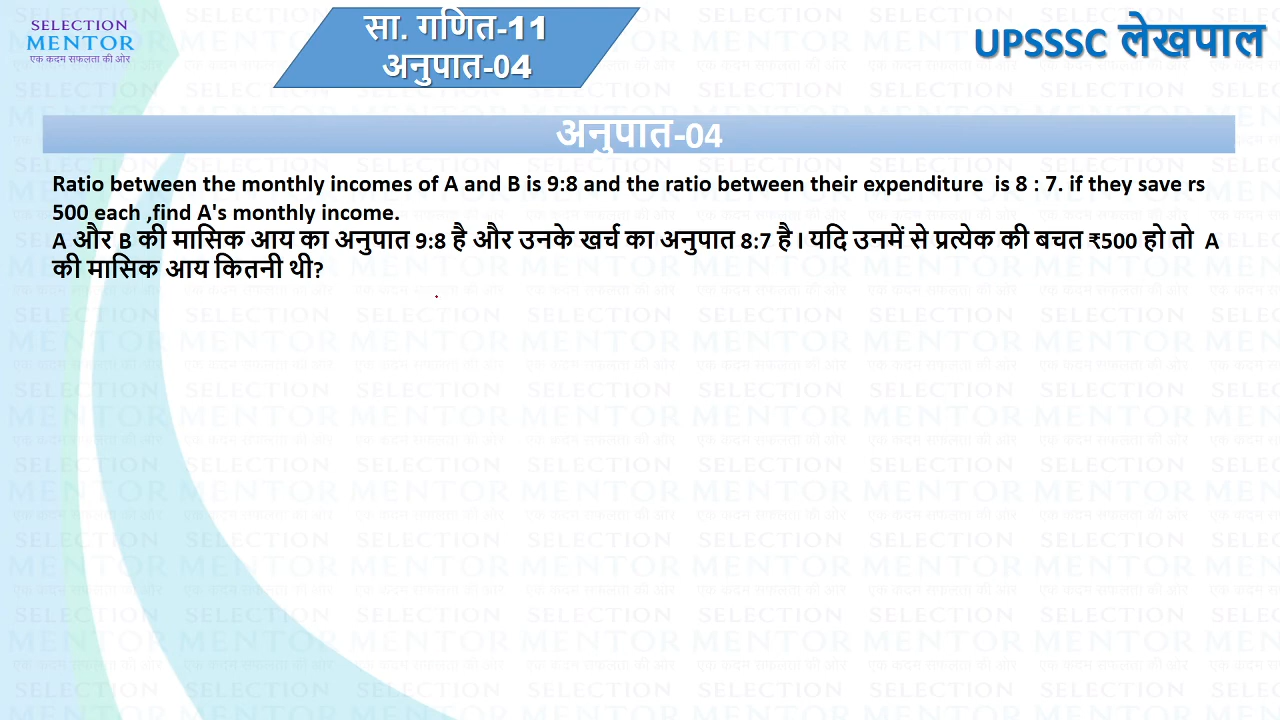 SELECTION
MENTOR
एक कदम सफलता की ओर
सा. गणित-11
अनुपात-04
UPSSSC लेखपाल
अनुपात-04
Ratio between the monthly incomes of A and B is 9:8 and the ratio between their expenditure is 8 : 7. if they save rs
500 each ,find A's monthly income.
A और B की मासिक आय का अनुपात 9:8 है और उनके खर्च का अनुपात 8:7 है । यदि उनमें से प्रत्येक की बचत ₹500 हो तो A
की मासिक आय कितनी थी?